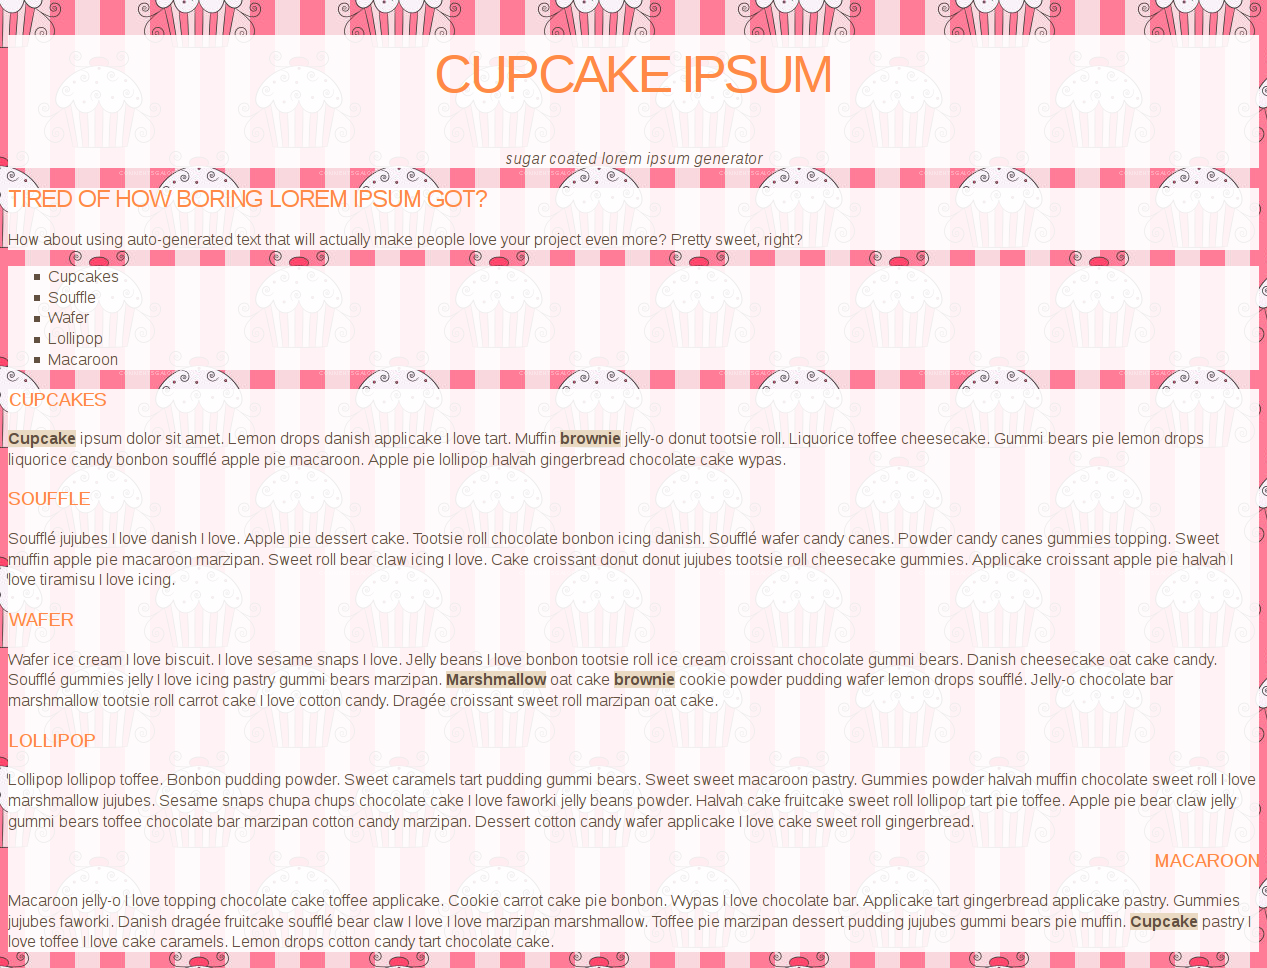 CUPCAKE IPSUM
sugar coated lorem ipsum generator
TIRED OF HOW BORING LOREM IPSUM GOT?
How about using auto-generated text that will actually make people love your project even more? Pretty sweet, right?
Cupcakes
Souffle
Wafer
Lollipop
Macaroon
CUPCAKES
Cupcake ipsum dolor sit amet. Lemon drops danish applicake I love tart. Muffin brownie jelly-o donut tootsie roll. Liquorice toffee cheesecake. Gummi bears pie lemon drops
liquorice candy bonbon soufflé apple pie macaroon. Apple pie lollipop halvah gingerbread chocolate cake wypas.
SOUFFLE
Soufflé jujubes I love danish I love. Apple pie dessert cake. Tootsie roll chocolate bonbon icing danish. Soufflé wafer candy canes. Powder candy canes gummies topping. Sweet
muffin apple pie macaroon marzipan. Sweet roll bear claw icing I love. Cake croissant donut donut jujubes tootsie roll cheesecake gummies. Applicake croissant apple pie halvah I
love tiramisu I love icing.
WAFER
Wafer ice cream I love biscuit. I love sesame snaps I love. Jelly beans I love bonbon tootsie roll ice cream croissant chocolate gummi bears. Danish cheesecake oat cake candy.
Soufflé gummies jelly I love icing pastry gummi bears marzipan. Marshmallow oat cake brownie cookie powder pudding wafer lemon drops soufflé. Jelly-o chocolate bar
marshmallow tootsie roll carrot cake I love cotton candy. Dragée croissant sweet roll marzipan oat cake.
LOLLIPOP
Lollipop lollipop toffee. Bonbon pudding powder. Sweet caramels tart pudding gummi bears. Sweet sweet macaroon pastry. Gummies powder halvah muffin chocolate sweet roll I love
marshmallow jujubes. Sesame snaps chupa chups chocolate cake I love faworki jelly beans powder. Halvah cake fruitcake sweet roll lollipop tart pie toffee. Apple pie bear claw jelly
gummi bears toffee chocolate bar marzipan cotton candy marzipan. Dessert cotton candy wafer applicake I love cake sweet roll gingerbread.
MACAROON
Macaroon jelly-o I love topping chocolate cake toffee applicake. Cookie carrot cake pie bonbon. Wypas I love chocolate bar. Applicake tart gingerbread applicake pastry. Gummies
jujubes faworki. Danish dragée fruitcake soufflé bear claw I love I love marzipan marshmallow. Toffee pie marzipan dessert pudding jujubes gummi bears pie muffin. Cupcake pastry I
love toffee I love cake caramels. Lemon drops cotton candy tart chocolate cake.